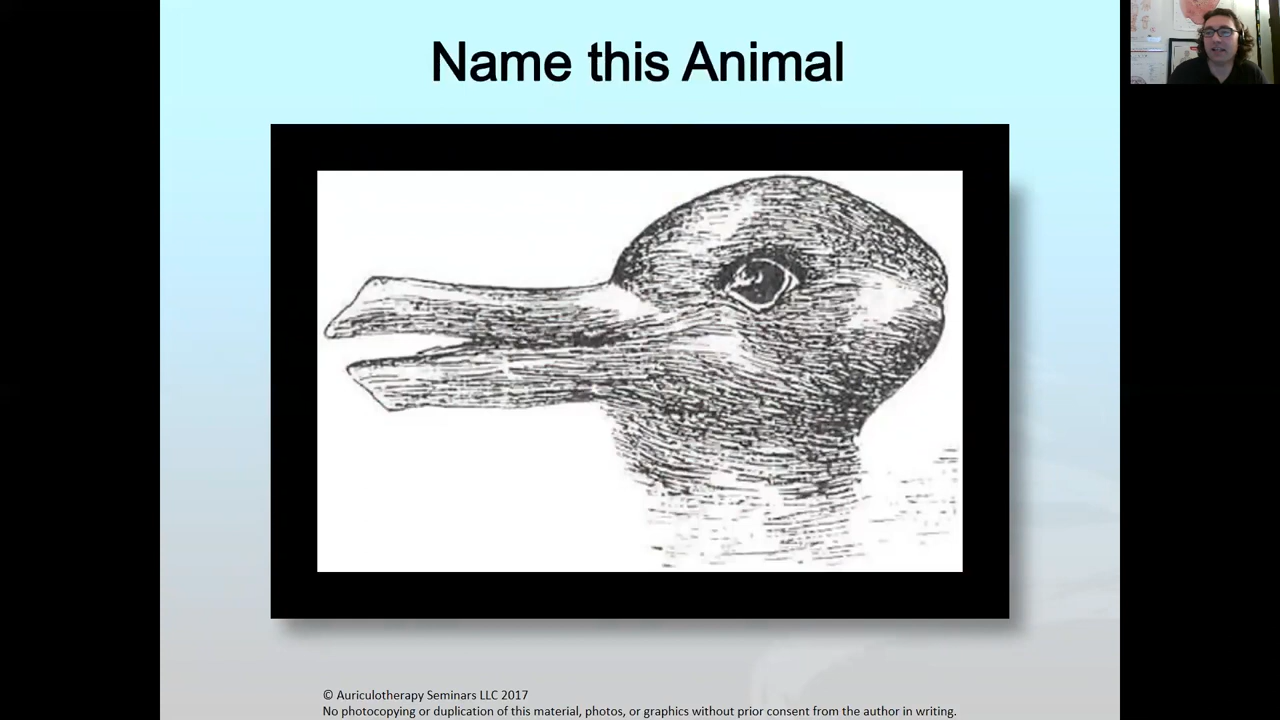 Name this Animal
© Auriculotherapy Seminars LLC 2017
No photocopying or duplication of this material, photos, or graphics without prior consent from the author in writing.